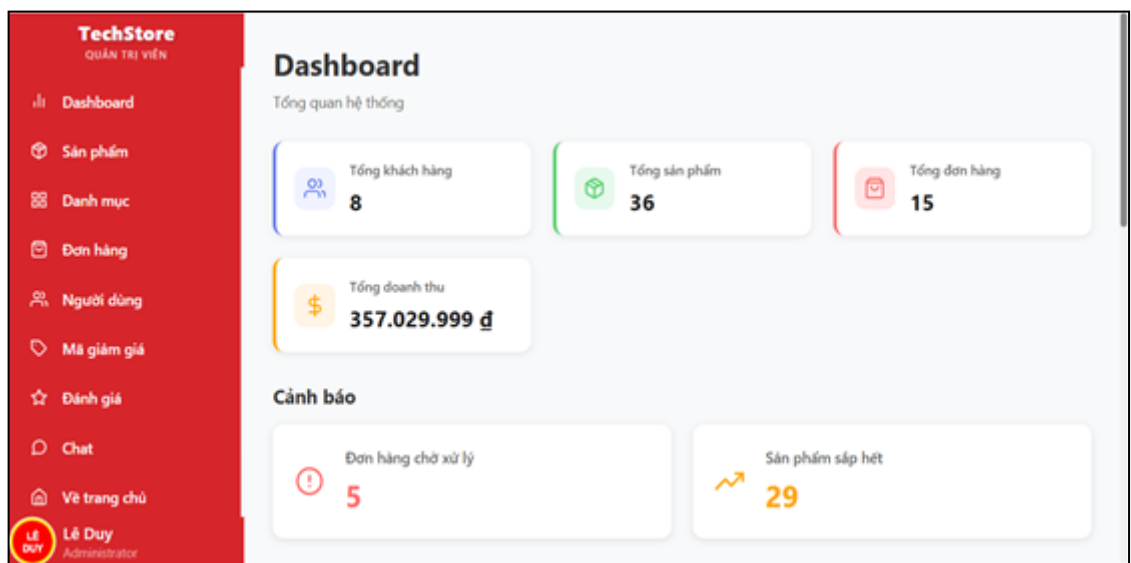 TechStore
QUẢN TRỊ VIÊN
Dashboard
Sản phẩm
Danh mục
Đơn hàng
Người dùng
Mã giảm giá
Đánh giá
Chat
Về trang chủ
LÊ
DUY
Lê Duy
Administrator
Dashboard
Tổng quan hệ thống
Tổng khách hàng
8
Tổng sản phẩm
36
Tổng đơn hàng
15
Tổng doanh thu
357.029.999 ₫
Cảnh báo
Đơn hàng chờ xử lý
5
Sản phẩm sắp hết
29